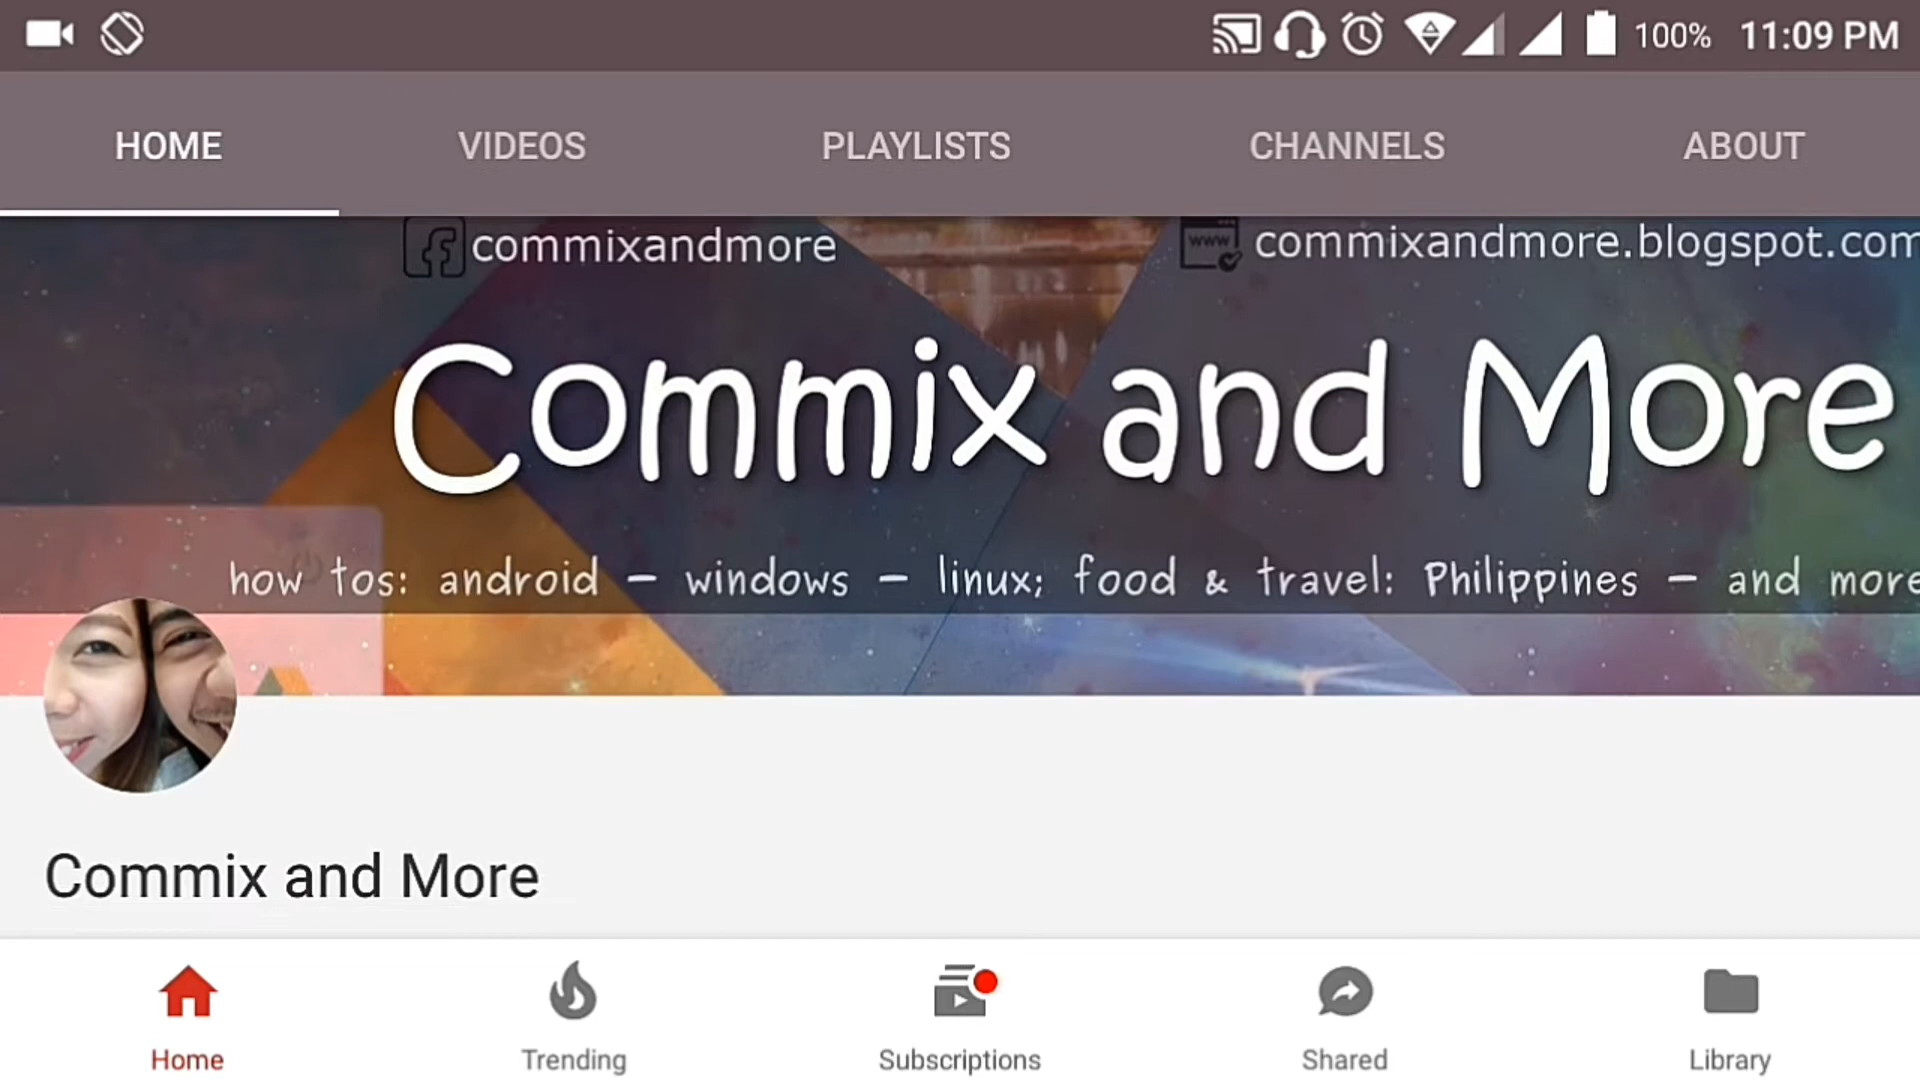 100% 11:09 PM
HOME VIDEOS PLAYLISTS CHANNELS ABOUT
commixandmore commixandmore.blogspot.com
www
Commix and More
how tos: android – windows – linux; food & travel: Philippines – and more
Commix and More
Home Trending Subscriptions Shared Library